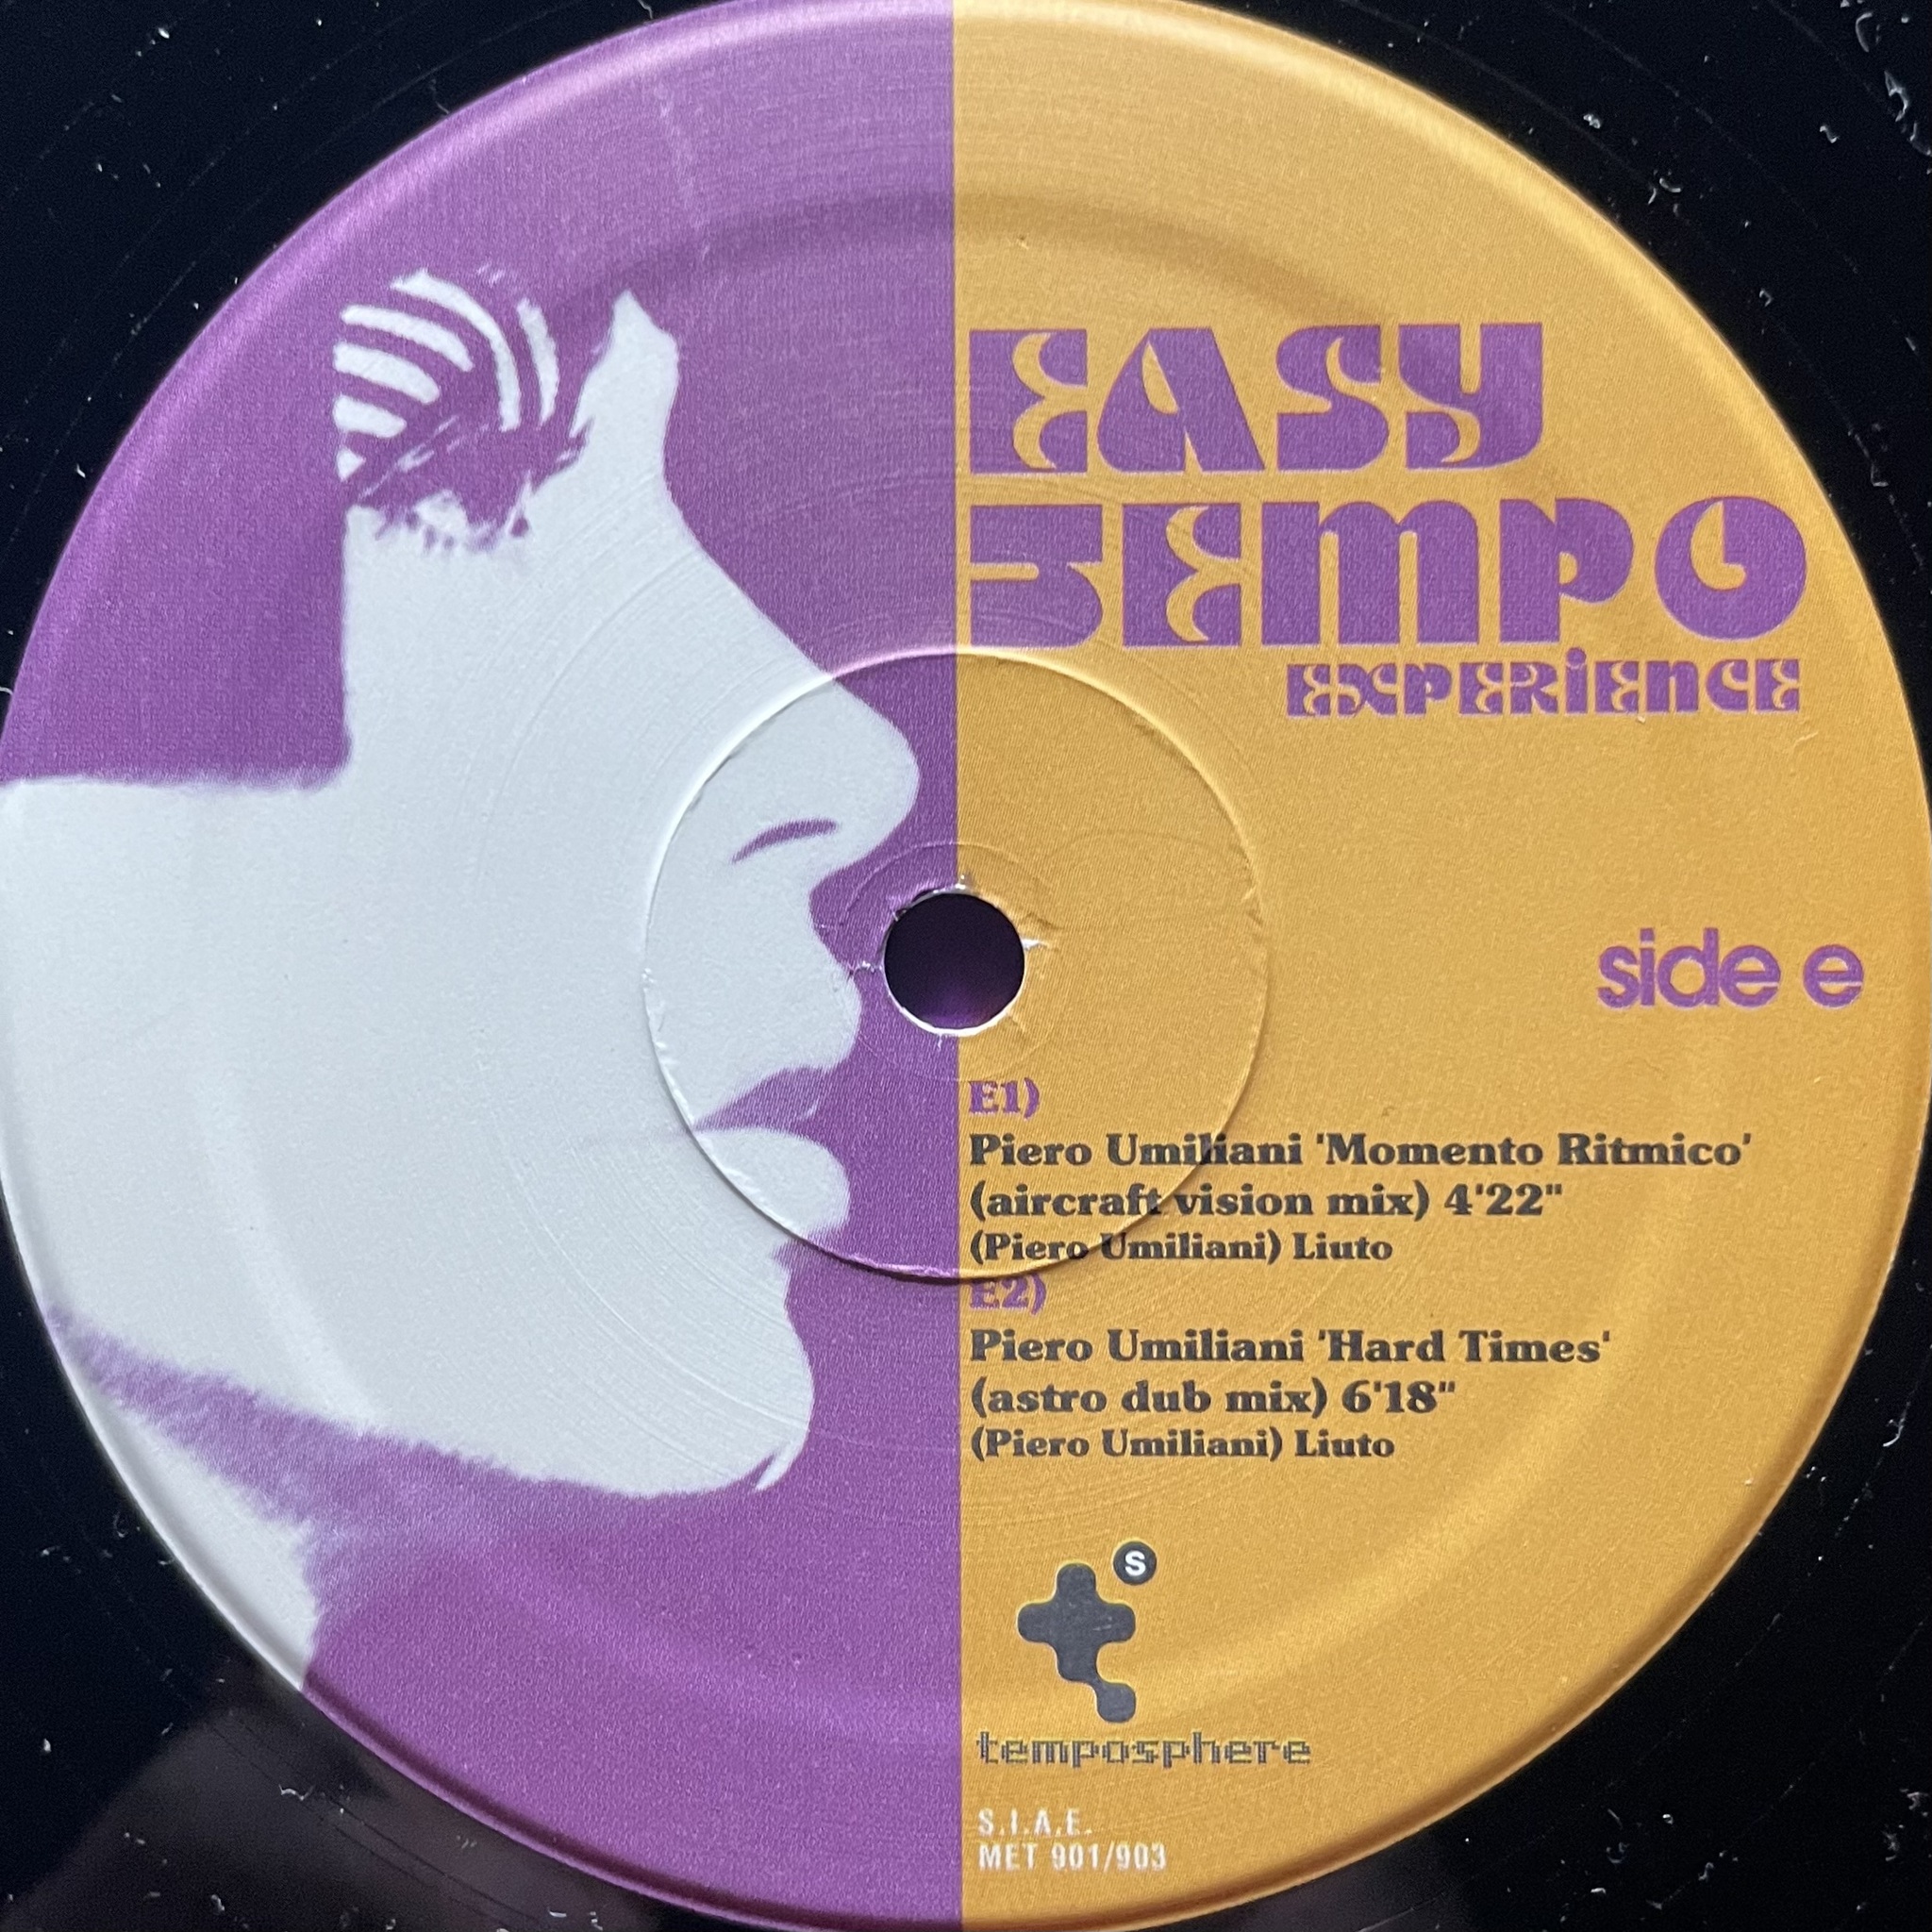 EASY
TEMPO
EXPERIENCE
side e
E1)
Piero Umiliani 'Momento Ritmico'
(aircraft vision mix) 4'22"
(Piero Umiliani) Liuto
E2)
Piero Umiliani 'Hard Times'
(astro dub mix) 6'18"
(Piero Umiliani) Liuto
S
temposphere
S.I.A.E.
MET 901/903